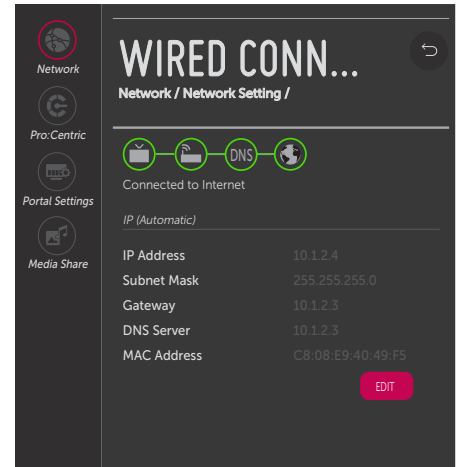 Network
Pro:Centric
Portal Settings
Media Share
WIRED CONN...
Network / Network Setting /
DNS
Connected to Internet
IP (Automatic)
IP Address 10.1.2.4
Subnet Mask 255.255.255.0
Gateway 10.1.2.3
DNS Server 10.1.2.3
MAC Address C8:08:E9:40:49:F5
EDIT